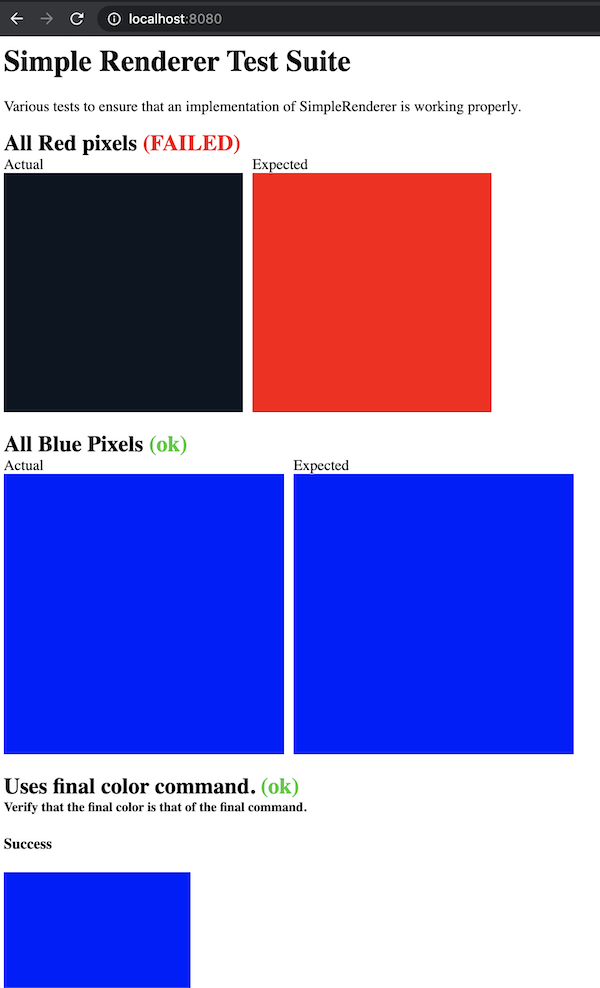 localhost:8080
Simple Renderer Test Suite
Various tests to ensure that an implementation of SimpleRenderer is working properly.
All Red pixels (FAILED)
Actual Expected
All Blue Pixels (ok)
Actual Expected
Uses final color command. (ok)
Verify that the final color is that of the final command.
Success